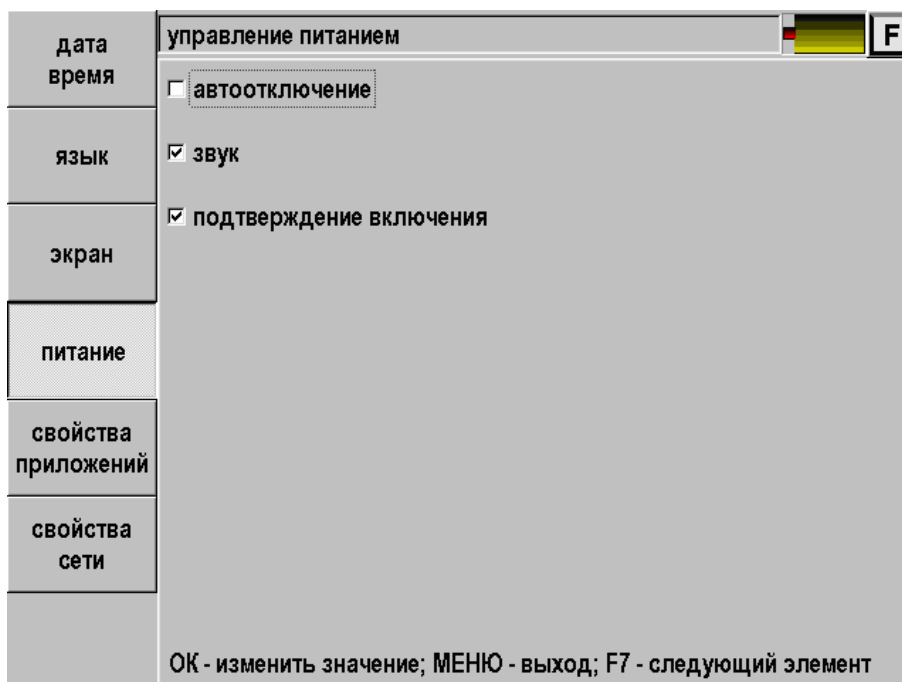 дата
время
язык
экран
питание
свойства
приложений
свойства
сети
управление питанием
F
автоотключение
звук
подтверждение включения
ОК - изменить значение; МЕНЮ - выход; F7 - следующий элемент